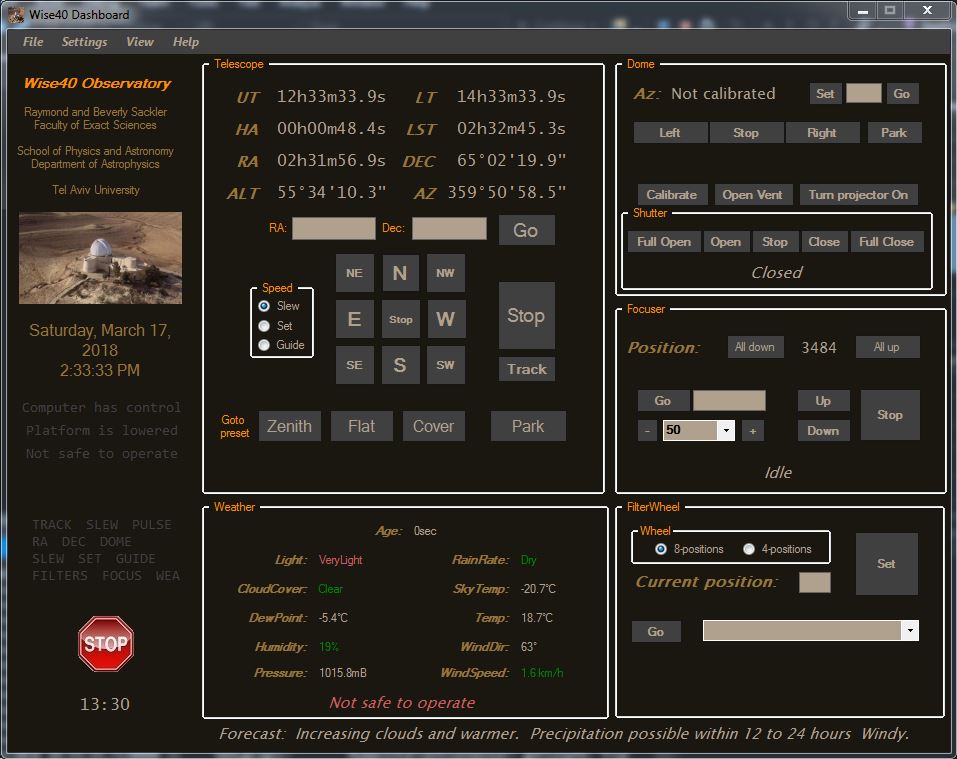 Wise40 Dashboard
File Settings View Help
Wise40 Observatory
Raymond and Beverly Sackler
Faculty of Exact Sciences
School of Physics and Astronomy
Department of Astrophysics
Tel Aviv University
Saturday, March 17,
2018
2:33:33 PM
Computer has control
Platform is lowered
Not safe to operate
TRACK SLEW PULSE
RA DEC DOME
SLEW SET GUIDE
FILTERS FOCUS WEA
STOP
13:30
Telescope
UT 12h33m33.9s LT 14h33m33.9s
HA 00h00m48.4s LST 02h32m45.3s
RA 02h31m56.9s DEC 65°02'19.9"
ALT 55°34'10.3" AZ 359°50'58.5"
RA: Dec: Go
NE N NW
Speed
Slew
Set
Guide
E Stop W
Stop
SE S SW
Track
Goto
preset
Zenith Flat Cover Park
Dome
Az: Not calibrated Set Go
Left Stop Right Park
Calibrate Open Vent Turn projector On
Shutter
Full Open Open Stop Close Full Close
Closed
Focuser
Position: All down 3484 All up
Go Up
Stop
- 50 + Down
Idle
Weather
Age: 0sec
Light: VeryLight RainRate: Dry
CloudCover: Clear SkyTemp: -20.7°C
DewPoint: -5.4°C Temp: 18.7°C
Humidity: 19% WindDir: 63°
Pressure: 1015.8mB WindSpeed: 1.6 km/h
Not safe to operate
FilterWheel
Wheel
8-positions 4-positions
Set
Current position:
Go
Forecast: Increasing clouds and warmer. Precipitation possible within 12 to 24 hours Windy.